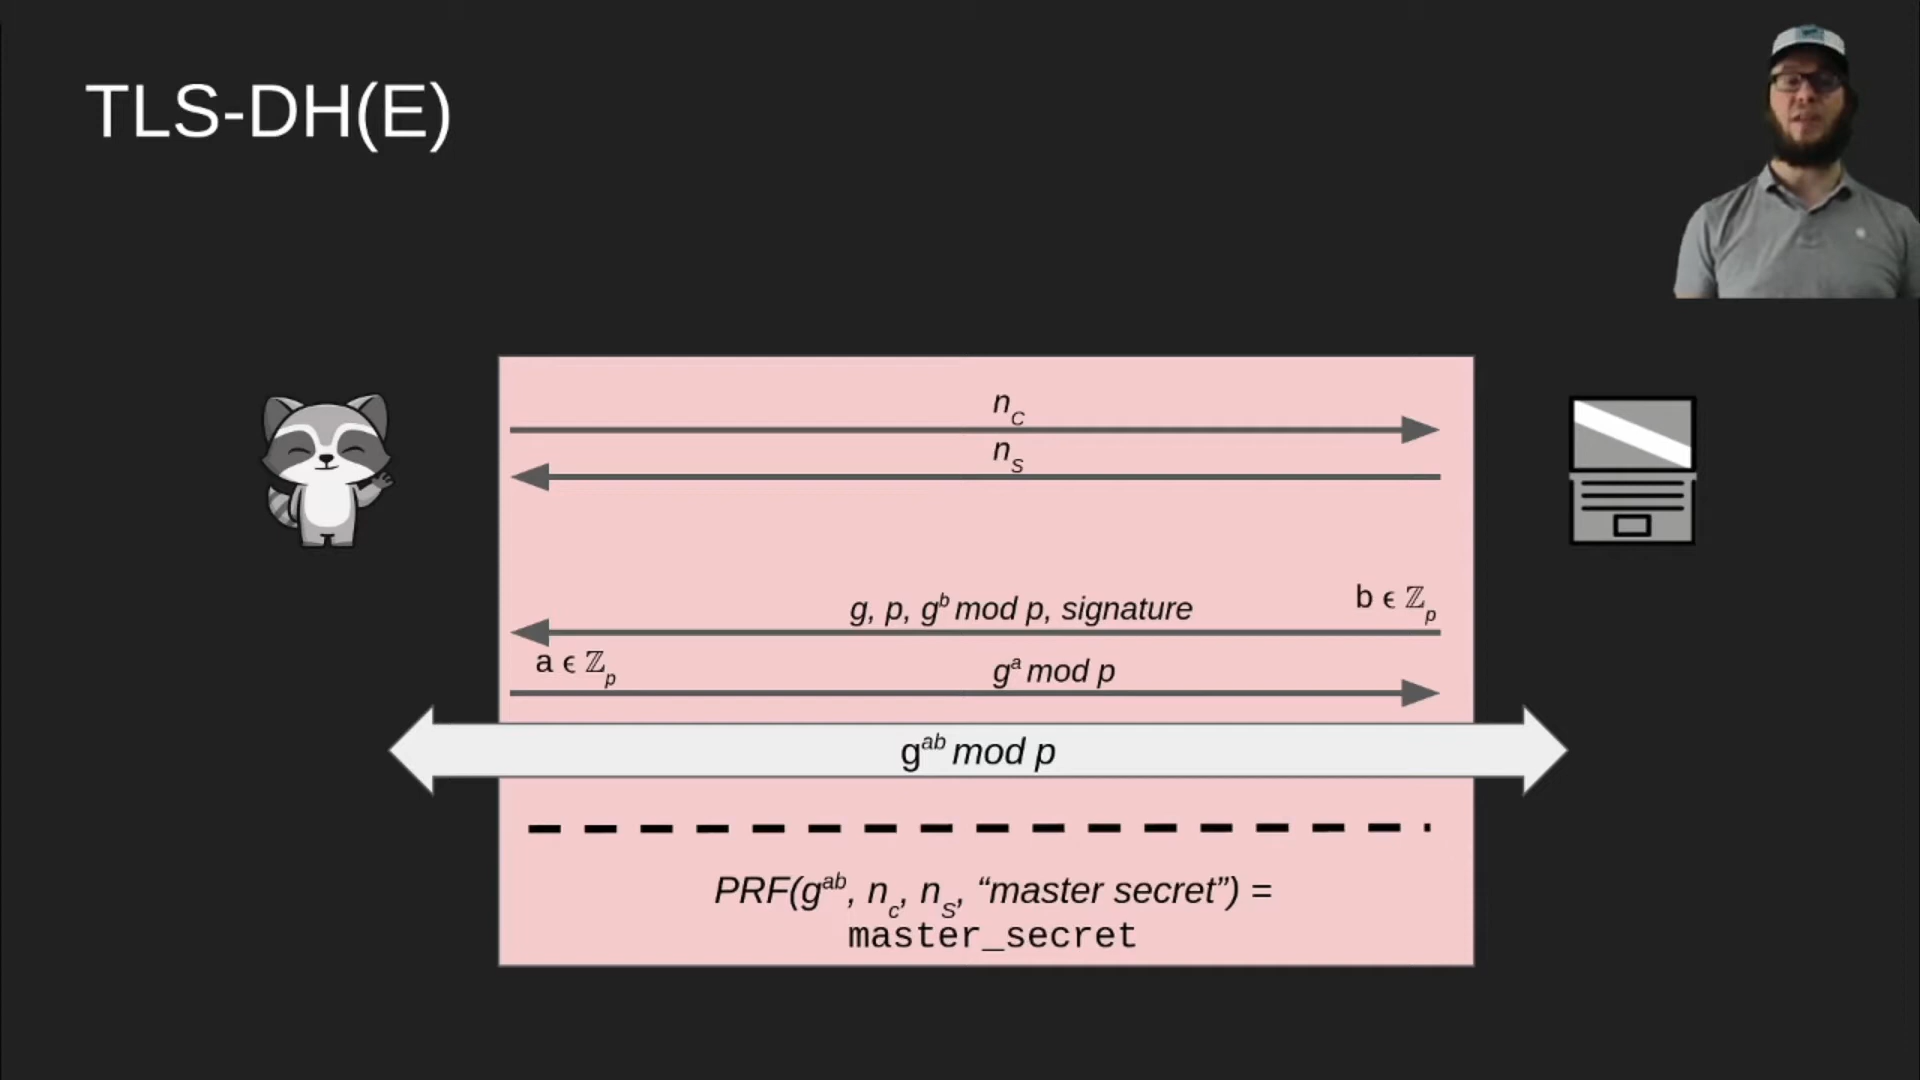 TLS-DH(E)
n_C
n_S
g, p, g^b mod p, signature
b ϵ ℤ_p
a ϵ ℤ_p
g^a mod p
g^ab mod p
PRF(g^ab, n_c, n_S, “master secret”) =
master_secret